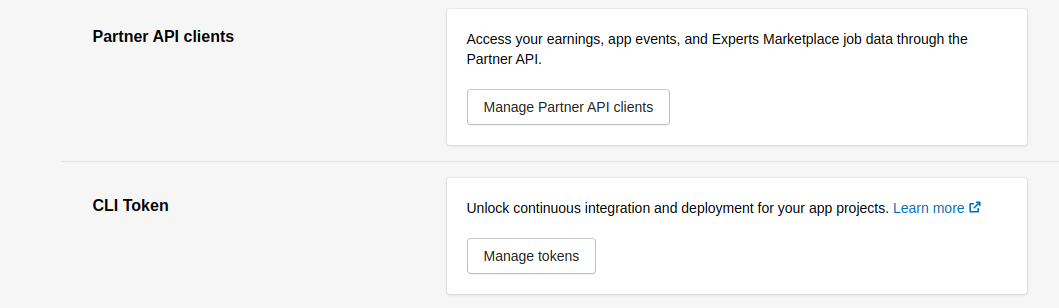 Partner API clients
Access your earnings, app events, and Experts Marketplace job data through the
Partner API.
Manage Partner API clients
CLI Token
Unlock continuous integration and deployment for your app projects. Learn more
Manage tokens